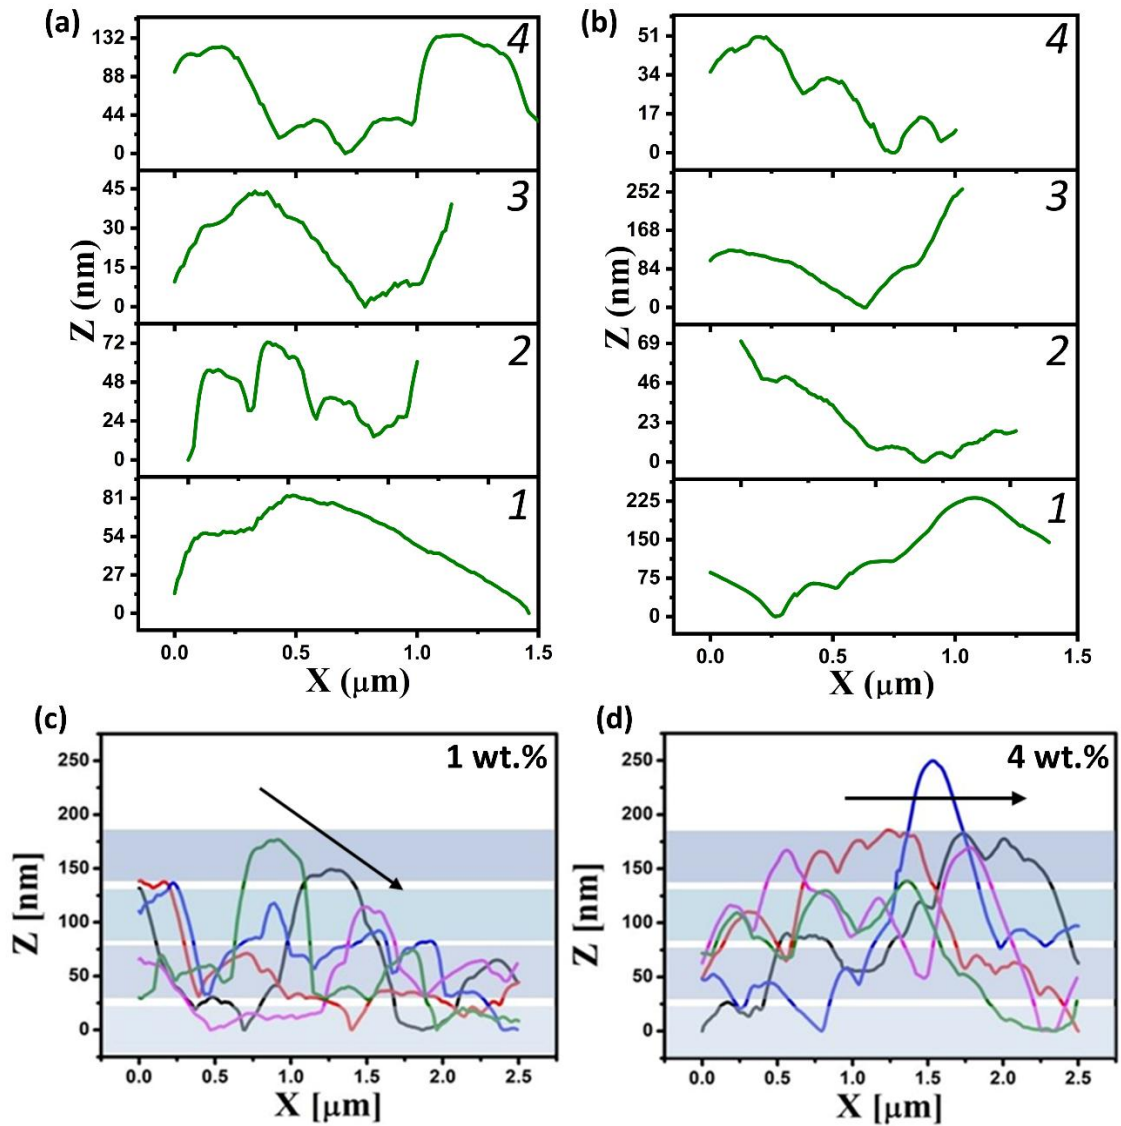 (a)
132
88
44
0
4
45
30
15
0
3
72
48
24
0
2
81
54
27
0
1
Z (nm)
0.0 0.5 1.0 1.5
X (μm)
(b)
51
34
17
0
4
252
168
84
0
3
69
46
23
0
2
225
150
75
0
1
Z (nm)
0.0 0.5 1.0 1.5
X (μm)
(c)
1 wt.%
250
200
150
100
50
0
Z [nm]
0.0 0.5 1.0 1.5 2.0 2.5
X [μm]
(d)
4 wt.%
250
200
150
100
50
0
Z [nm]
0.0 0.5 1.0 1.5 2.0 2.5
X [μm]